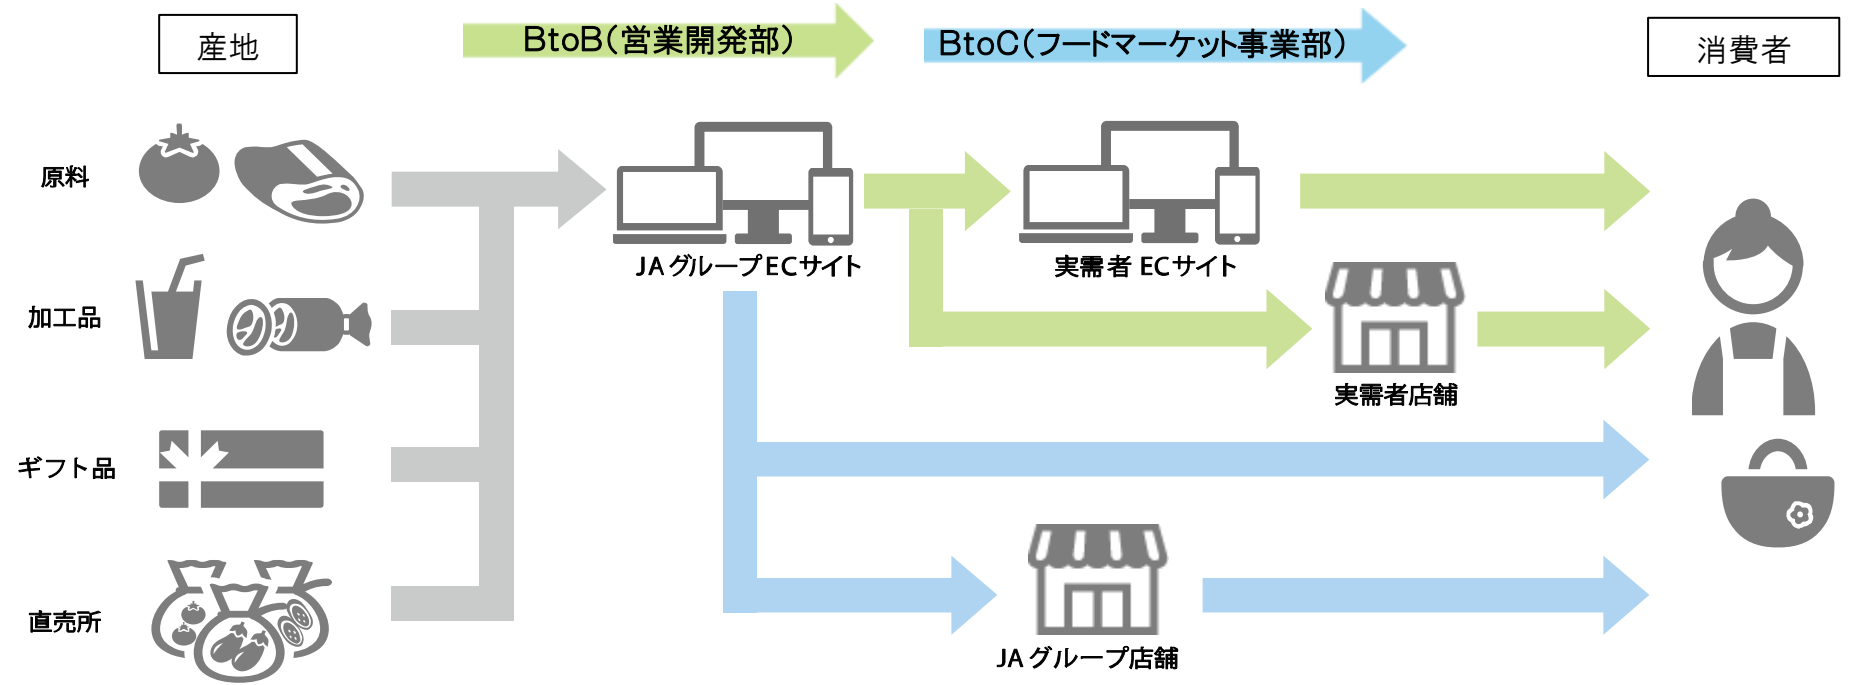 産地
BtoB(営業開発部)
BtoC(フードマーケット事業部)
消費者
原料
JAグループECサイト
実需者 ECサイト
加工品
実需者店舗
ギフト品
直売所
JAグループ店舗